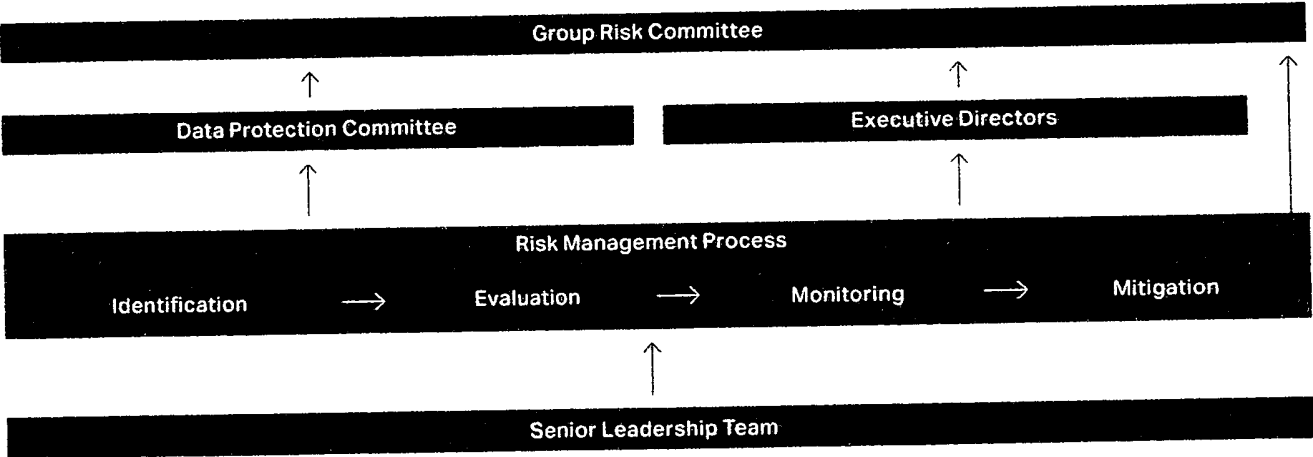 Group Risk Committee
Data Protection Committee
Executive Directors
Risk Management Process
Identification → Evaluation → Monitoring → Mitigation
Senior Leadership Team